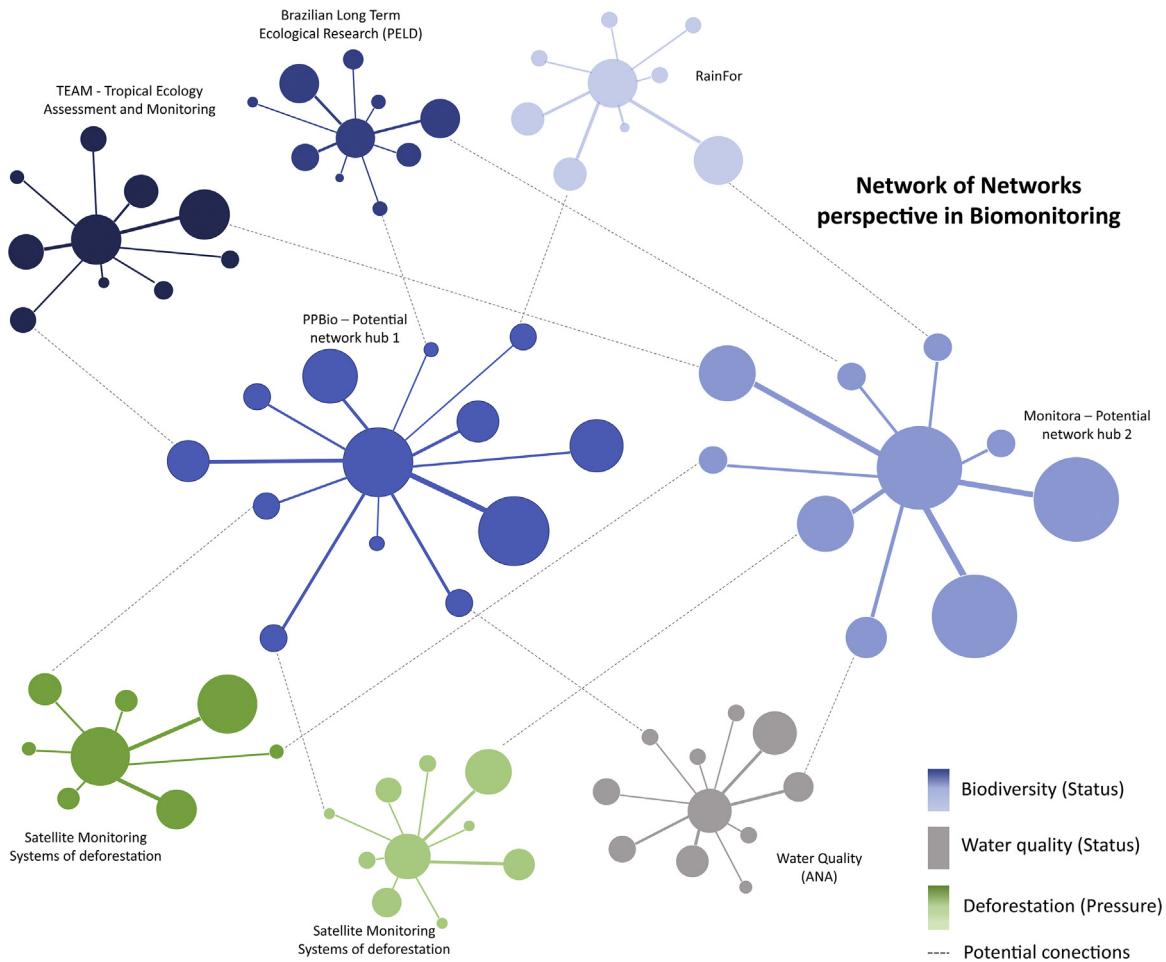 Brazilian Long Term
Ecological Research (PELD)
RainFor
TEAM - Tropical Ecology
Assessment and Monitoring
Network of Networks
perspective in Biomonitoring
PPBio – Potential
network hub 1
Monitora – Potential
network hub 2
Satellite Monitoring
Systems of deforestation
Satellite Monitoring
Systems of deforestation
Water Quality
(ANA)
Biodiversity (Status)
Water quality (Status)
Deforestation (Pressure)
Potential conections